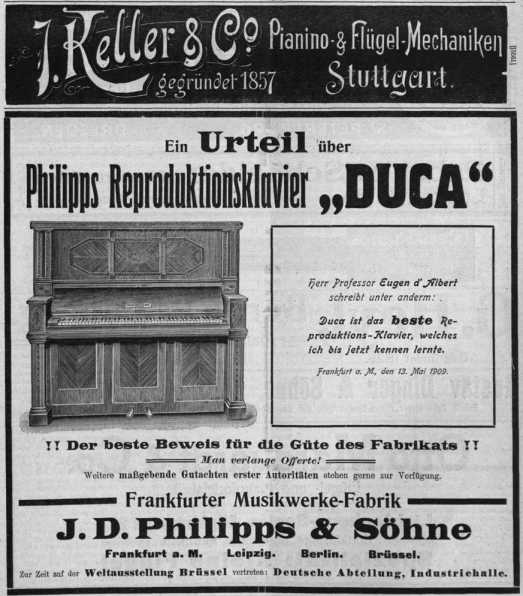 J. Keller & Co
gegründet 1857
Pianino- & Flügel-Mechaniken
Stuttgart.
Ein Urteil über
Philipps Reproduktionsklavier „DUCA“
Herr Professor Eugen d'Albert
schreibt unter anderm:
Duca ist das beste Re-
produktions-Klavier, welches
ich bis jetzt kennen lernte.
Frankfurt a. M., den 13. Mai 1909.
!! Der beste Beweis für die Güte des Fabrikats !!
Man verlange Offerte!
Weitere maßgebende Gutachten erster Autoritäten stehen gerne zur Verfügung.
Frankfurter Musikwerke-Fabrik
J. D. Philipps & Söhne
Frankfurt a. M. Leipzig. Berlin. Brüssel.
Zur Zeit auf der Weltausstellung Brüssel vertreten: Deutsche Abteilung, Industriehalle.